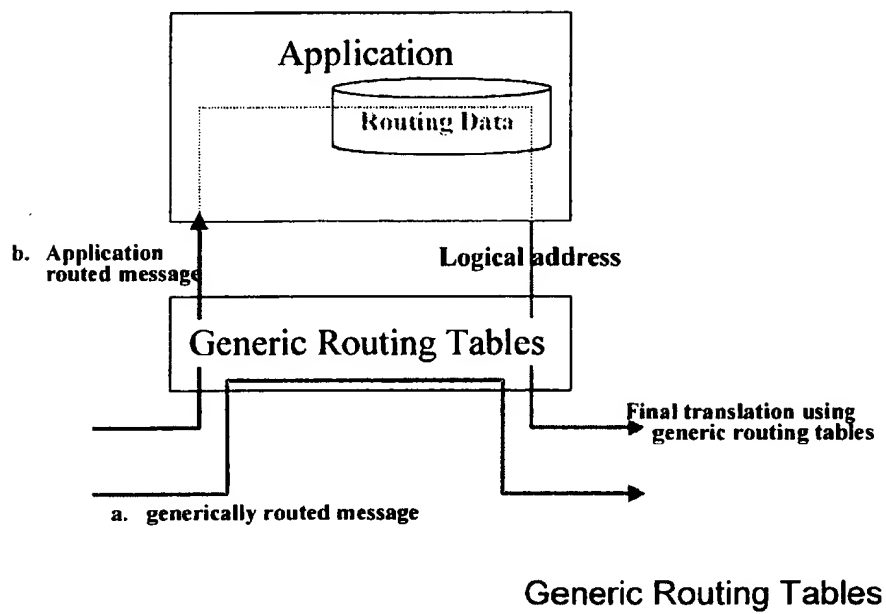 Application
Routing Data
b. Application
routed message
Logical address
Generic Routing Tables
Final translation using
generic routing tables
a. generically routed message
Generic Routing Tables